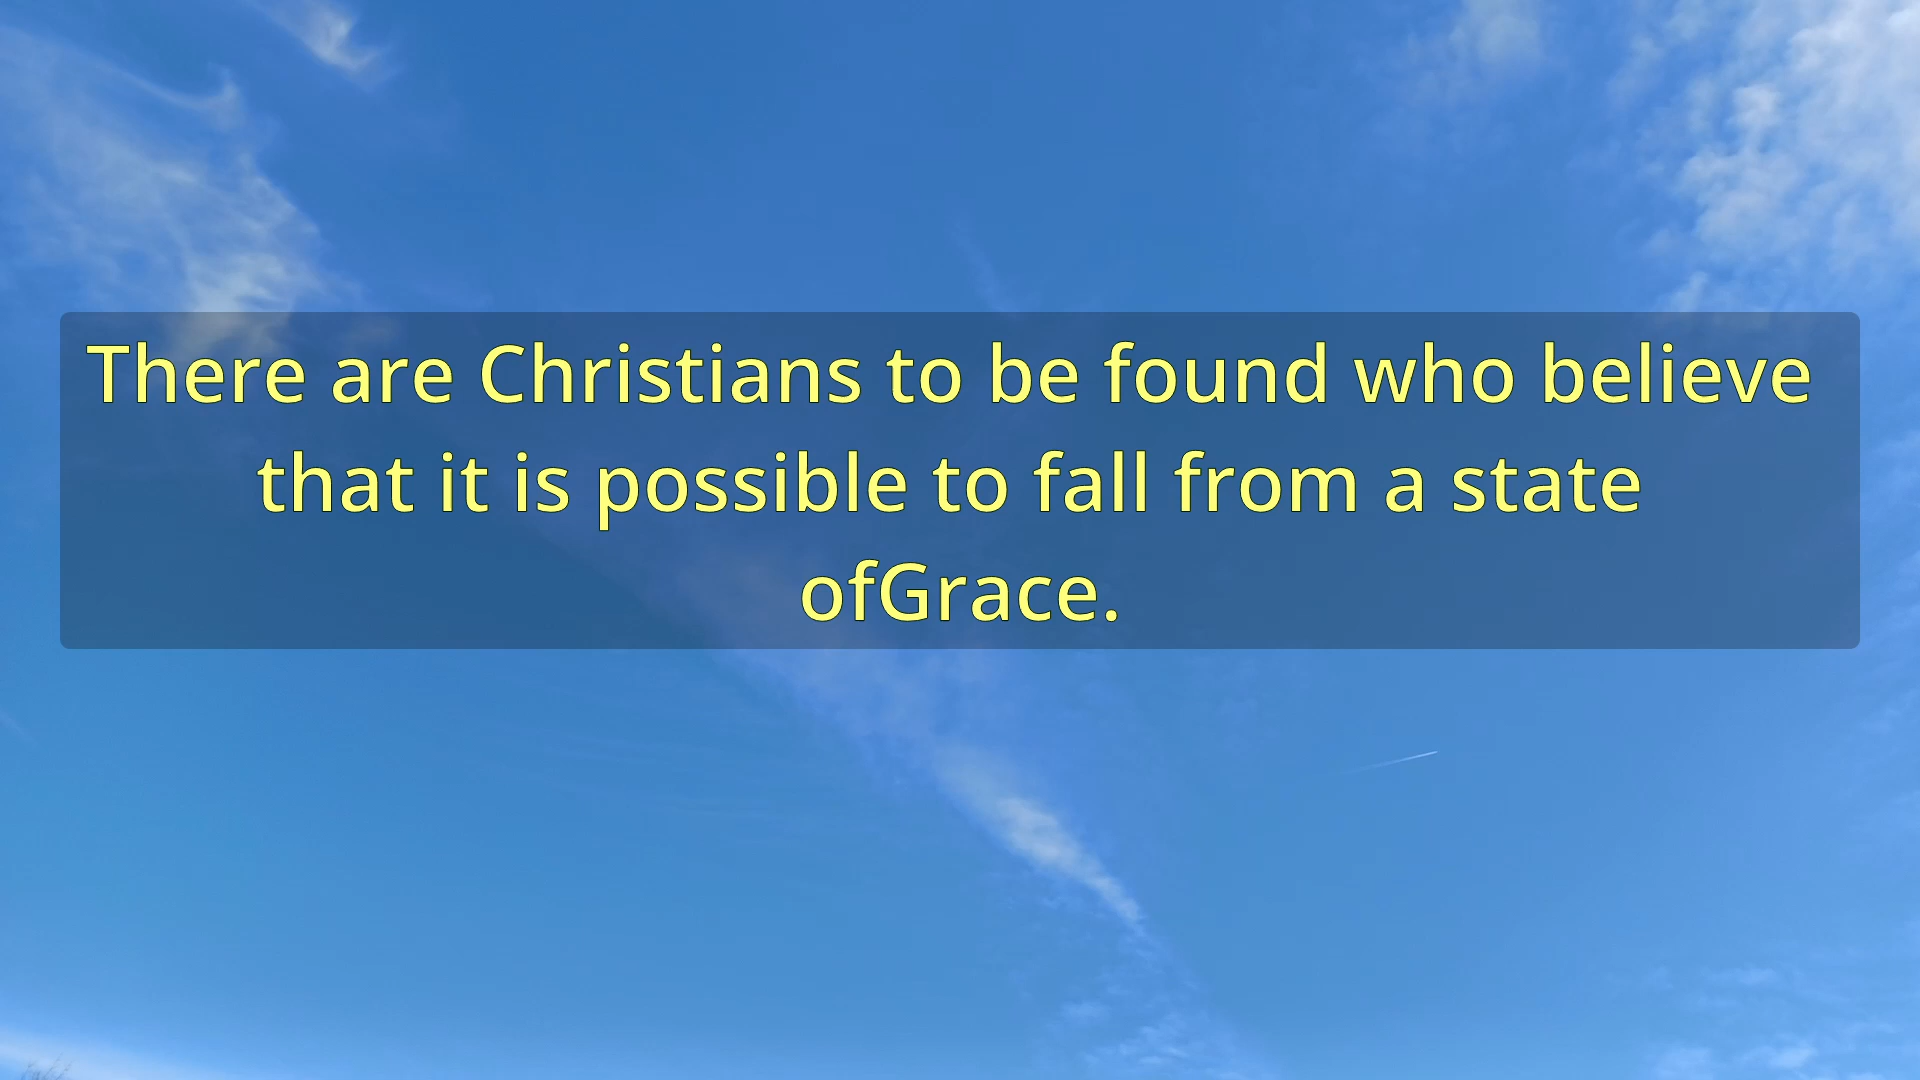 There are Christians to be found who believe
that it is possible to fall from a state
ofGrace.